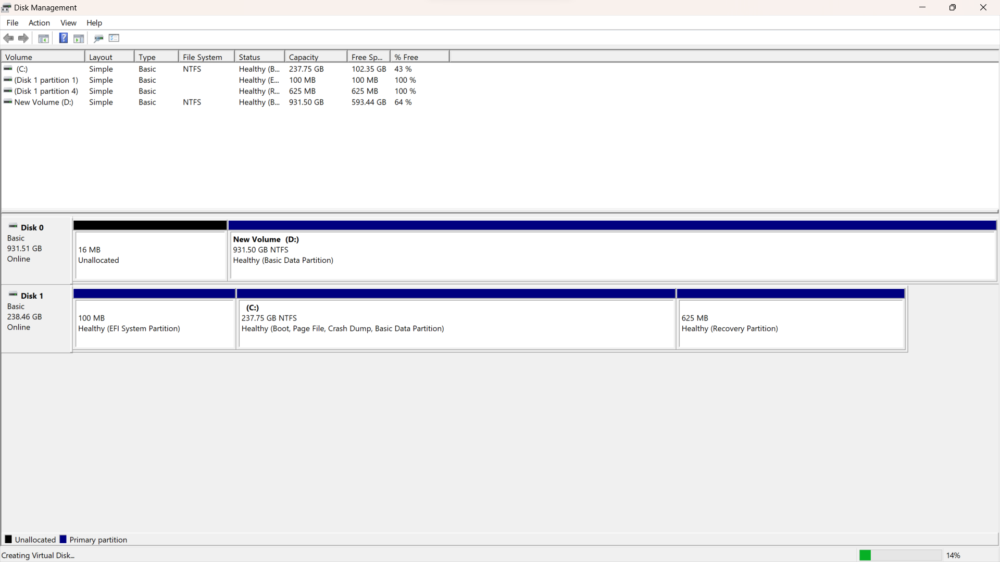 Disk Management
File Action View Help
Volume Layout Type File System Status Capacity Free Sp... % Free
(C:) Simple Basic NTFS Healthy (B... 237.75 GB 102.35 GB 43 %
(Disk 1 partition 1) Simple Basic Healthy (E... 100 MB 100 MB 100 %
(Disk 1 partition 4) Simple Basic Healthy (R... 625 MB 625 MB 100 %
New Volume (D:) Simple Basic NTFS Healthy (B... 931.50 GB 593.44 GB 64 %
Disk 0
Basic
931.51 GB
Online
16 MB
Unallocated
New Volume (D:)
931.50 GB NTFS
Healthy (Basic Data Partition)
Disk 1
Basic
238.46 GB
Online
100 MB
Healthy (EFI System Partition)
(C:)
237.75 GB NTFS
Healthy (Boot, Page File, Crash Dump, Basic Data Partition)
625 MB
Healthy (Recovery Partition)
Unallocated Primary partition
Creating Virtual Disk... 14%